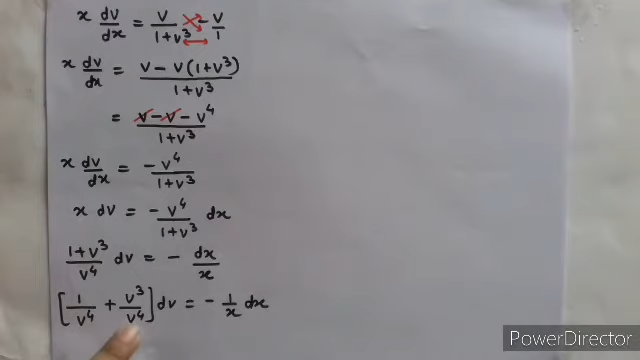 x dv/dx = v/1+v³ - v/1
x dv/dx = v - v(1+v³)/1+v³
= v - v - v⁴/1+v³
x dv/dx = -v⁴/1+v³
x dv = -v⁴/1+v³ dx
1+v³/v⁴ dv = - dx/x
[1/v⁴ + v³/v⁴] dv = - 1/x dx
PowerDirector